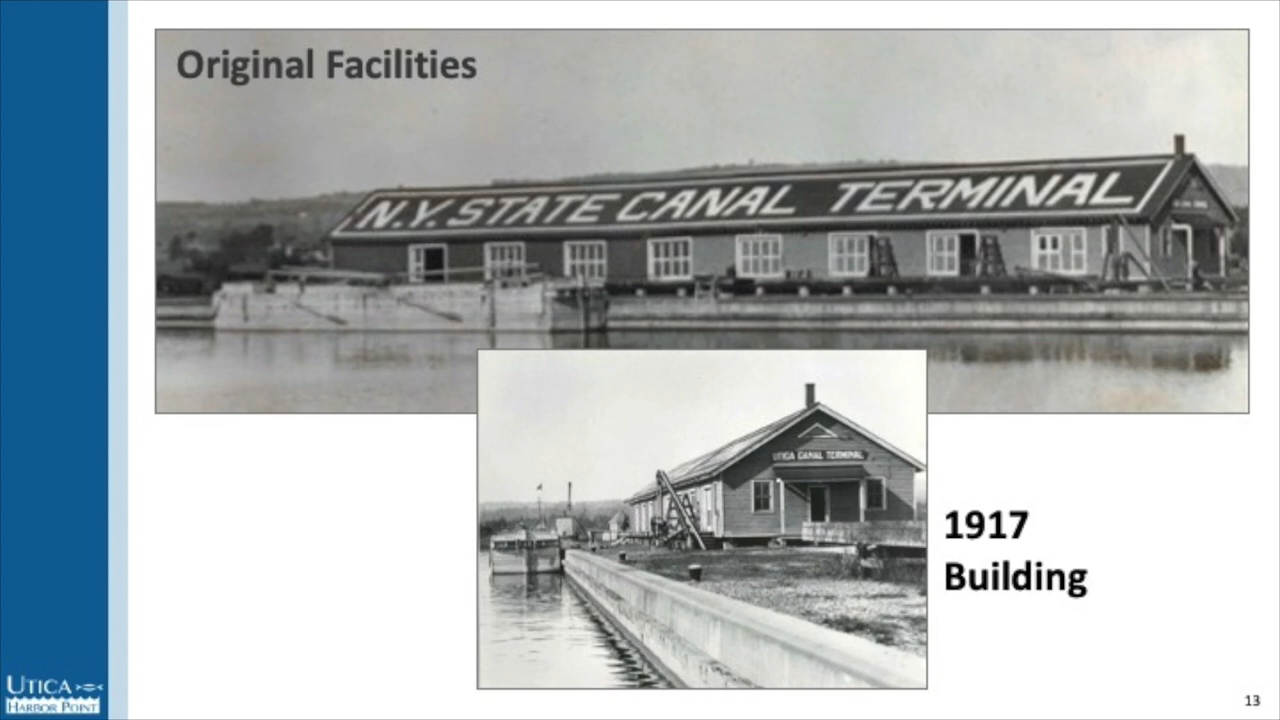 Original Facilities
N.Y. STATE CANAL TERMINAL
UTICA CANAL TERMINAL
1917
Building
UTICA
HARBOR POINT
13